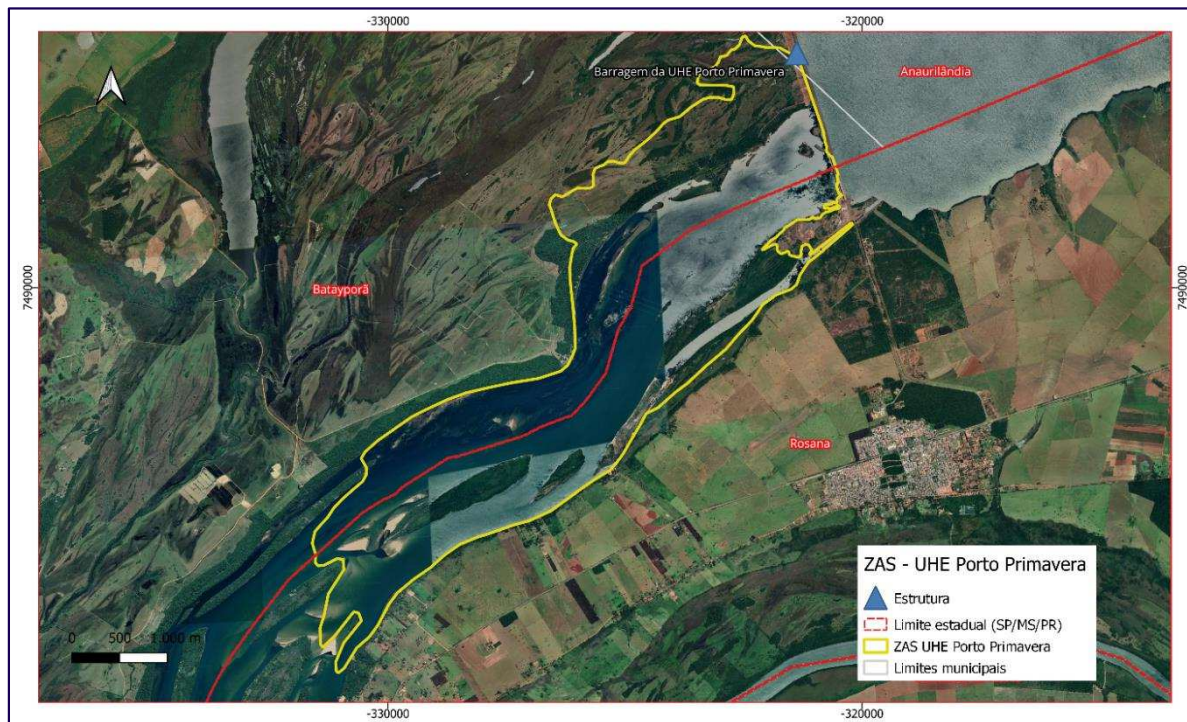 -330000
-320000
Barragem da UHE Porto Primavera
Anaurilândia
7490000
7490000
Batayporã
Rosana
ZAS - UHE Porto Primavera
Estrutura
Limite estadual (SP/MS/PR)
ZAS UHE Porto Primavera
Limites municipais
0 500 1.000 m
-330000
-320000